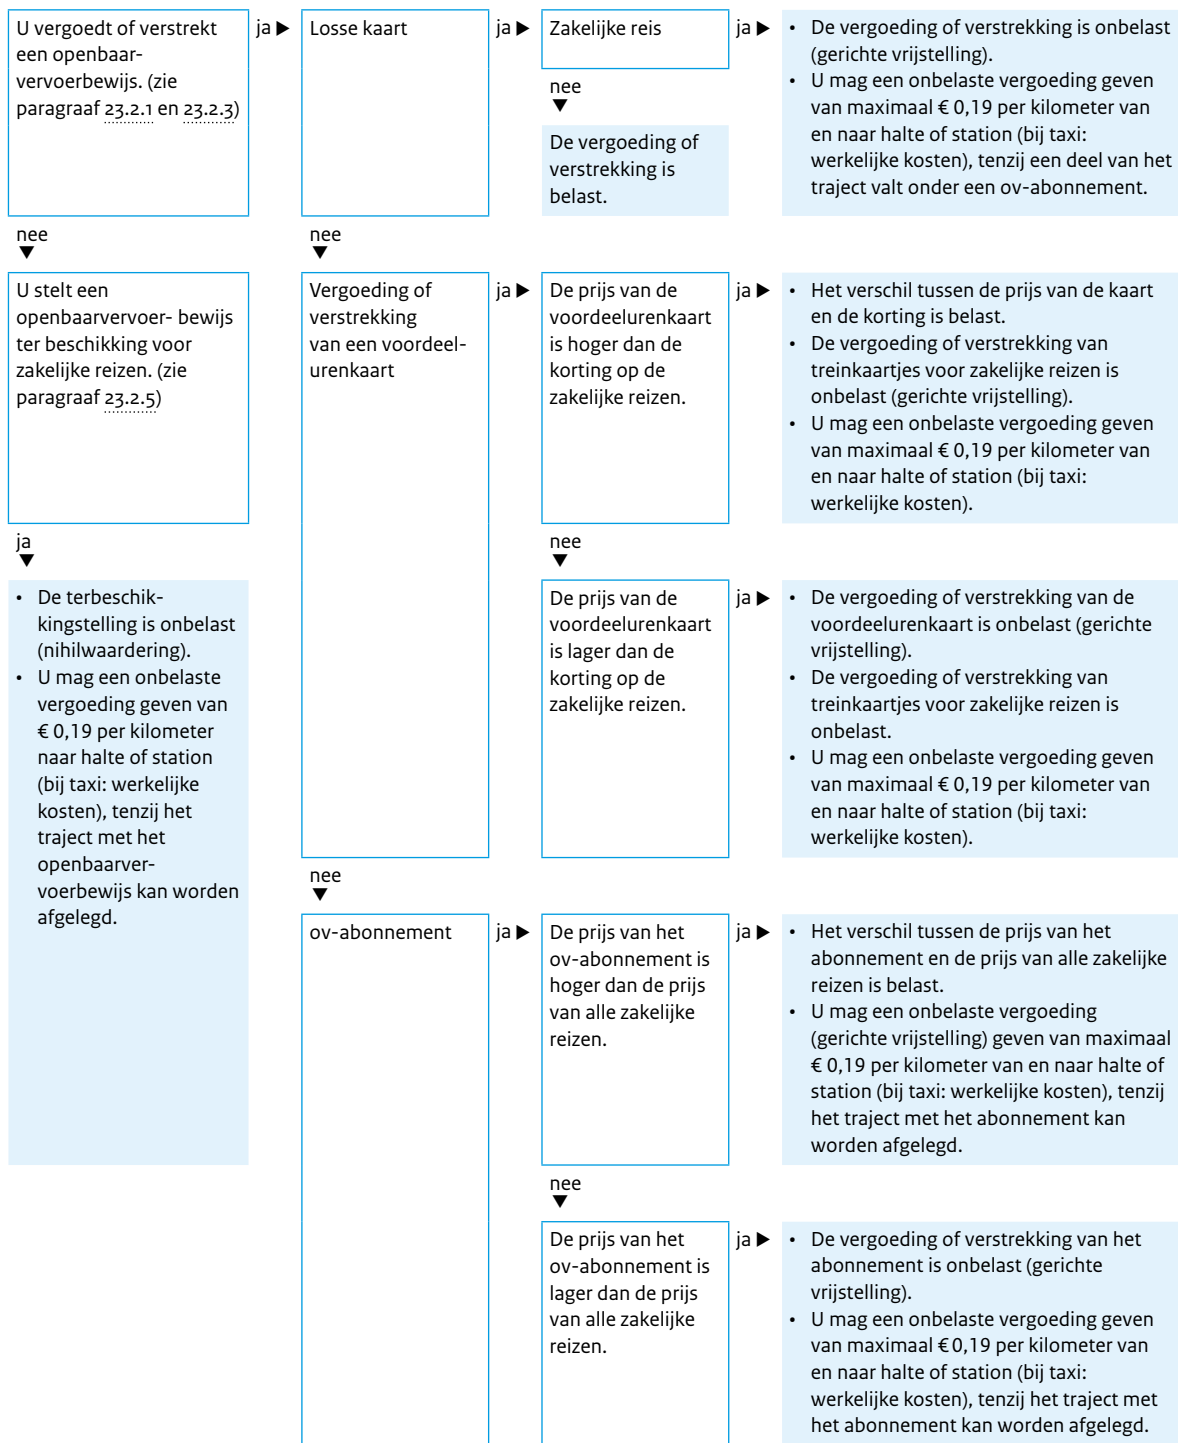 U vergoedt of verstrekt
een openbaar-
vervoerbewijs. (zie
paragraaf 23.2.1 en 23.2.3)
ja ▶
Losse kaart
ja ▶
Zakelijke reis
ja ▶
• De vergoeding of verstrekking is onbelast
(gerichte vrijstelling).
• U mag een onbelaste vergoeding geven
van maximaal € 0,19 per kilometer van
en naar halte of station (bij taxi:
werkelijke kosten), tenzij een deel van het
traject valt onder een ov-abonnement.
nee
▼
De vergoeding of
verstrekking is
belast.
nee
▼
nee
▼
U stelt een
openbaarvervoer- bewijs
ter beschikking voor
zakelijke reizen. (zie
paragraaf 23.2.5)
Vergoeding of
verstrekking
van een voordeel-
urenkaart
ja ▶
De prijs van de
voordeelurenkaart
is hoger dan de
korting op de
zakelijke reizen.
ja ▶
• Het verschil tussen de prijs van de kaart
en de korting is belast.
• De vergoeding of verstrekking van
treinkaartjes voor zakelijke reizen is
onbelast (gerichte vrijstelling).
• U mag een onbelaste vergoeding geven
van maximaal € 0,19 per kilometer van
en naar halte of station (bij taxi:
werkelijke kosten).
ja
▼
nee
▼
• De terbeschik-
kingstelling is onbelast
(nihilwaardering).
• U mag een onbelaste
vergoeding geven van
€ 0,19 per kilometer
naar halte of station
(bij taxi: werkelijke
kosten), tenzij het
traject met het
openbaarver-
voerbewijs kan worden
afgelegd.
De prijs van de
voordeelurenkaart
is lager dan de
korting op de
zakelijke reizen.
ja ▶
• De vergoeding of verstrekking van de
voordeelurenkaart is onbelast (gerichte
vrijstelling).
• De vergoeding of verstrekking van
treinkaartjes voor zakelijke reizen is
onbelast.
• U mag een onbelaste vergoeding geven
van maximaal € 0,19 per kilometer van
en naar halte of station (bij taxi:
werkelijke kosten).
nee
▼
ov-abonnement
ja ▶
De prijs van het
ov-abonnement is
hoger dan de prijs
van alle zakelijke
reizen.
ja ▶
• Het verschil tussen de prijs van het
abonnement en de prijs van alle zakelijke
reizen is belast.
• U mag een onbelaste vergoeding
(gerichte vrijstelling) geven van maximaal
€ 0,19 per kilometer van en naar halte of
station (bij taxi: werkelijke kosten), tenzij
het traject met het abonnement kan
worden afgelegd.
nee
▼
De prijs van het
ov-abonnement is
lager dan de prijs
van alle zakelijke
reizen.
ja ▶
• De vergoeding of verstrekking van het
abonnement is onbelast (gerichte
vrijstelling).
• U mag een onbelaste vergoeding geven
van maximaal € 0,19 per kilometer van
en naar halte of station (bij taxi:
werkelijke kosten), tenzij het traject met
het abonnement kan worden afgelegd.